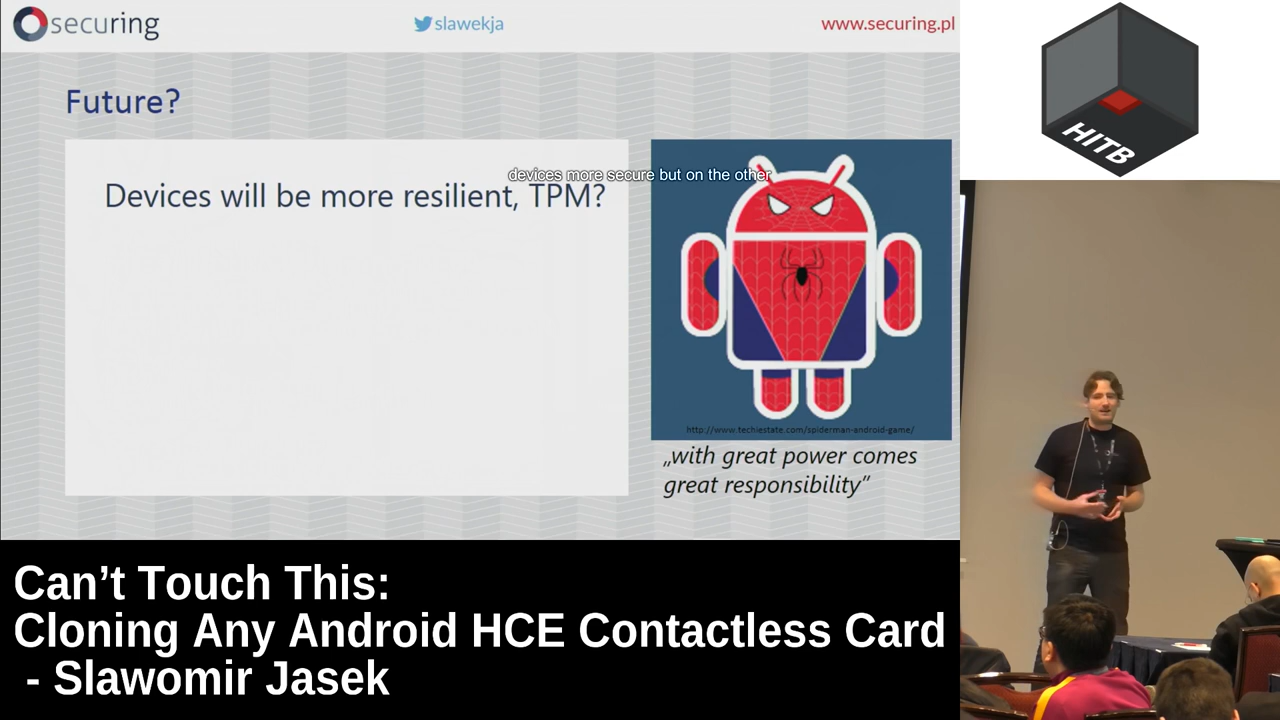 securing
slawekja
www.securing.pl
Future?
Devices will be more resilient, TPM?
devices more secure but on the other
http://www.techiestate.com/spiderman-android-game/
„with great power comes
great responsibility”
HITB
Can’t Touch This:
Cloning Any Android HCE Contactless Card
- Slawomir Jasek